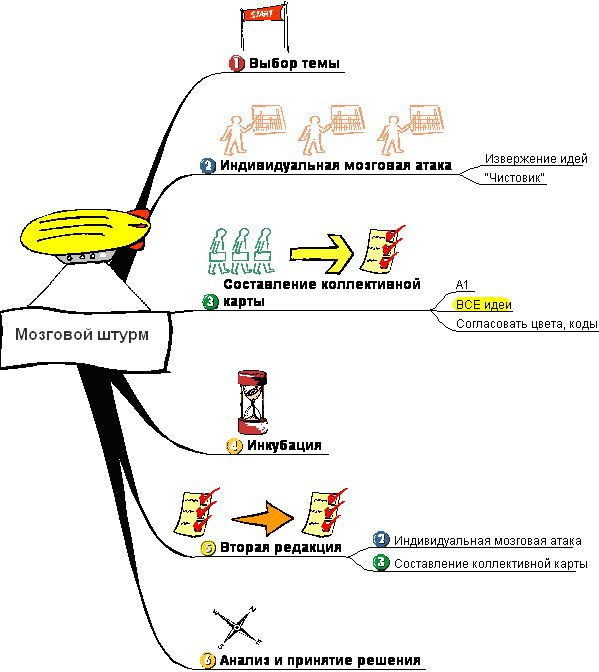 START
1 Выбор темы
2 Индивидуальная мозговая атака
Извержение идей
"Чистовик"
Составление коллективной
3 карты
А1
ВСЕ идеи
Согласовать цвета, коды
Мозговой штурм
4 Инкубация
5 Вторая редакция
2 Индивидуальная мозговая атака
3 Составление коллективной карты
N
W
E
S
6 Анализ и принятие решения